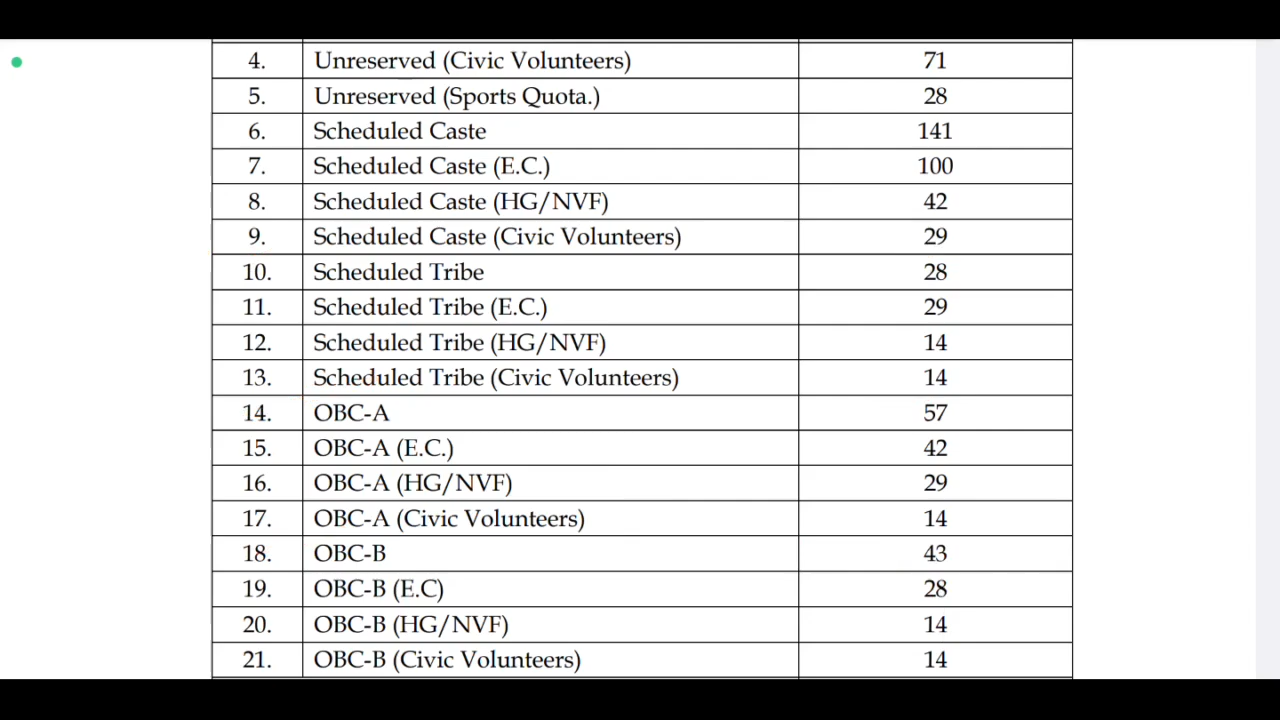 4. Unreserved (Civic Volunteers) 71
5. Unreserved (Sports Quota.) 28
6. Scheduled Caste 141
7. Scheduled Caste (E.C.) 100
8. Scheduled Caste (HG/NVF) 42
9. Scheduled Caste (Civic Volunteers) 29
10. Scheduled Tribe 28
11. Scheduled Tribe (E.C.) 29
12. Scheduled Tribe (HG/NVF) 14
13. Scheduled Tribe (Civic Volunteers) 14
14. OBC-A 57
15. OBC-A (E.C.) 42
16. OBC-A (HG/NVF) 29
17. OBC-A (Civic Volunteers) 14
18. OBC-B 43
19. OBC-B (E.C) 28
20. OBC-B (HG/NVF) 14
21. OBC-B (Civic Volunteers) 14